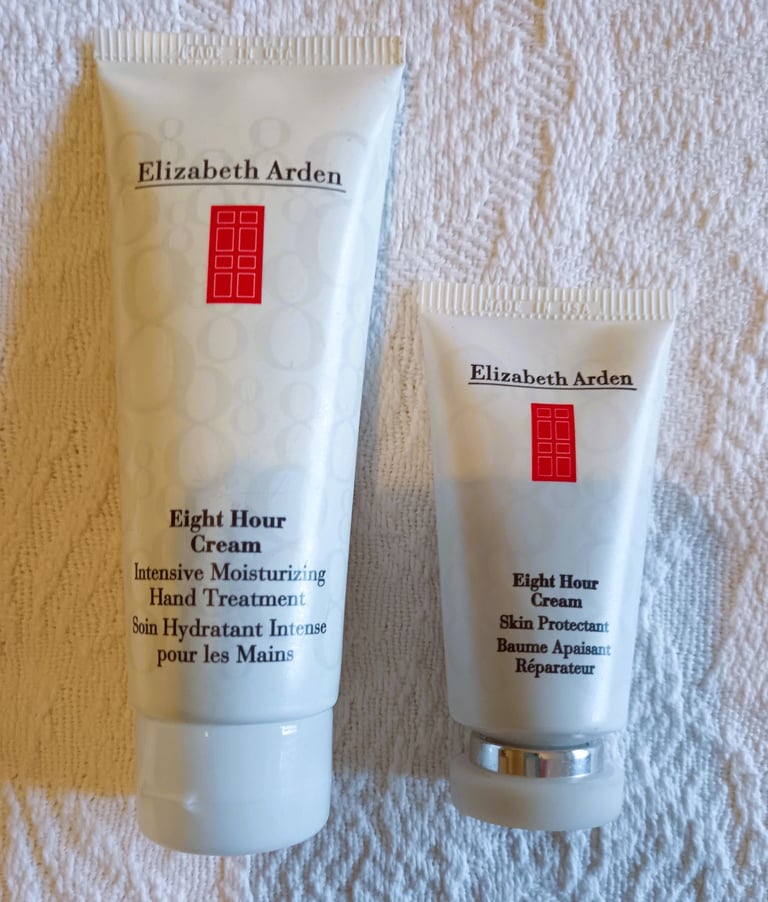 MADE IN USA
Elizabeth Arden
Eight Hour
Cream
Intensive Moisturizing
Hand Treatment
Soin Hydratant Intense
pour les Mains
MADE IN USA
Elizabeth Arden
Eight Hour
Cream
Skin Protectant
Baume Apaisant
Réparateur